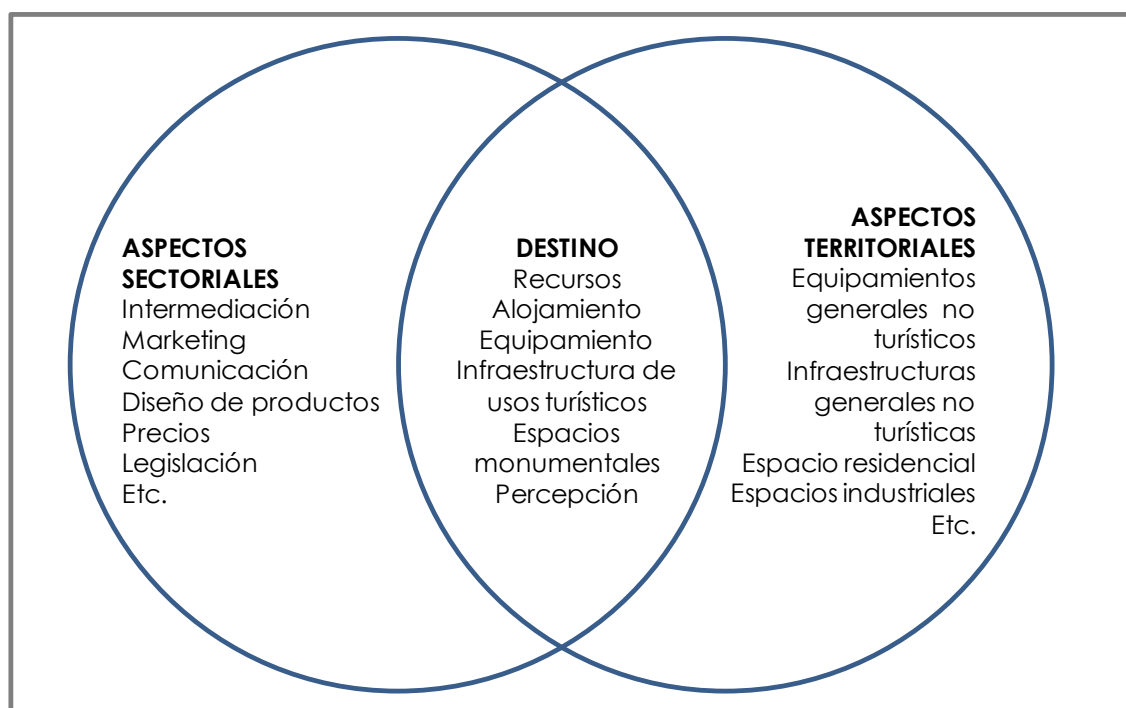 ASPECTOS
SECTORIALES
Intermediación
Marketing
Comunicación
Diseño de productos
Precios
Legislación
Etc.
DESTINO
Recursos
Alojamiento
Equipamiento
Infraestructura de
usos turísticos
Espacios
monumentales
Percepción
ASPECTOS
TERRITORIALES
Equipamientos
generales no
turísticos
Infraestructuras
generales no
turísticas
Espacio residencial
Espacios industriales
Etc.